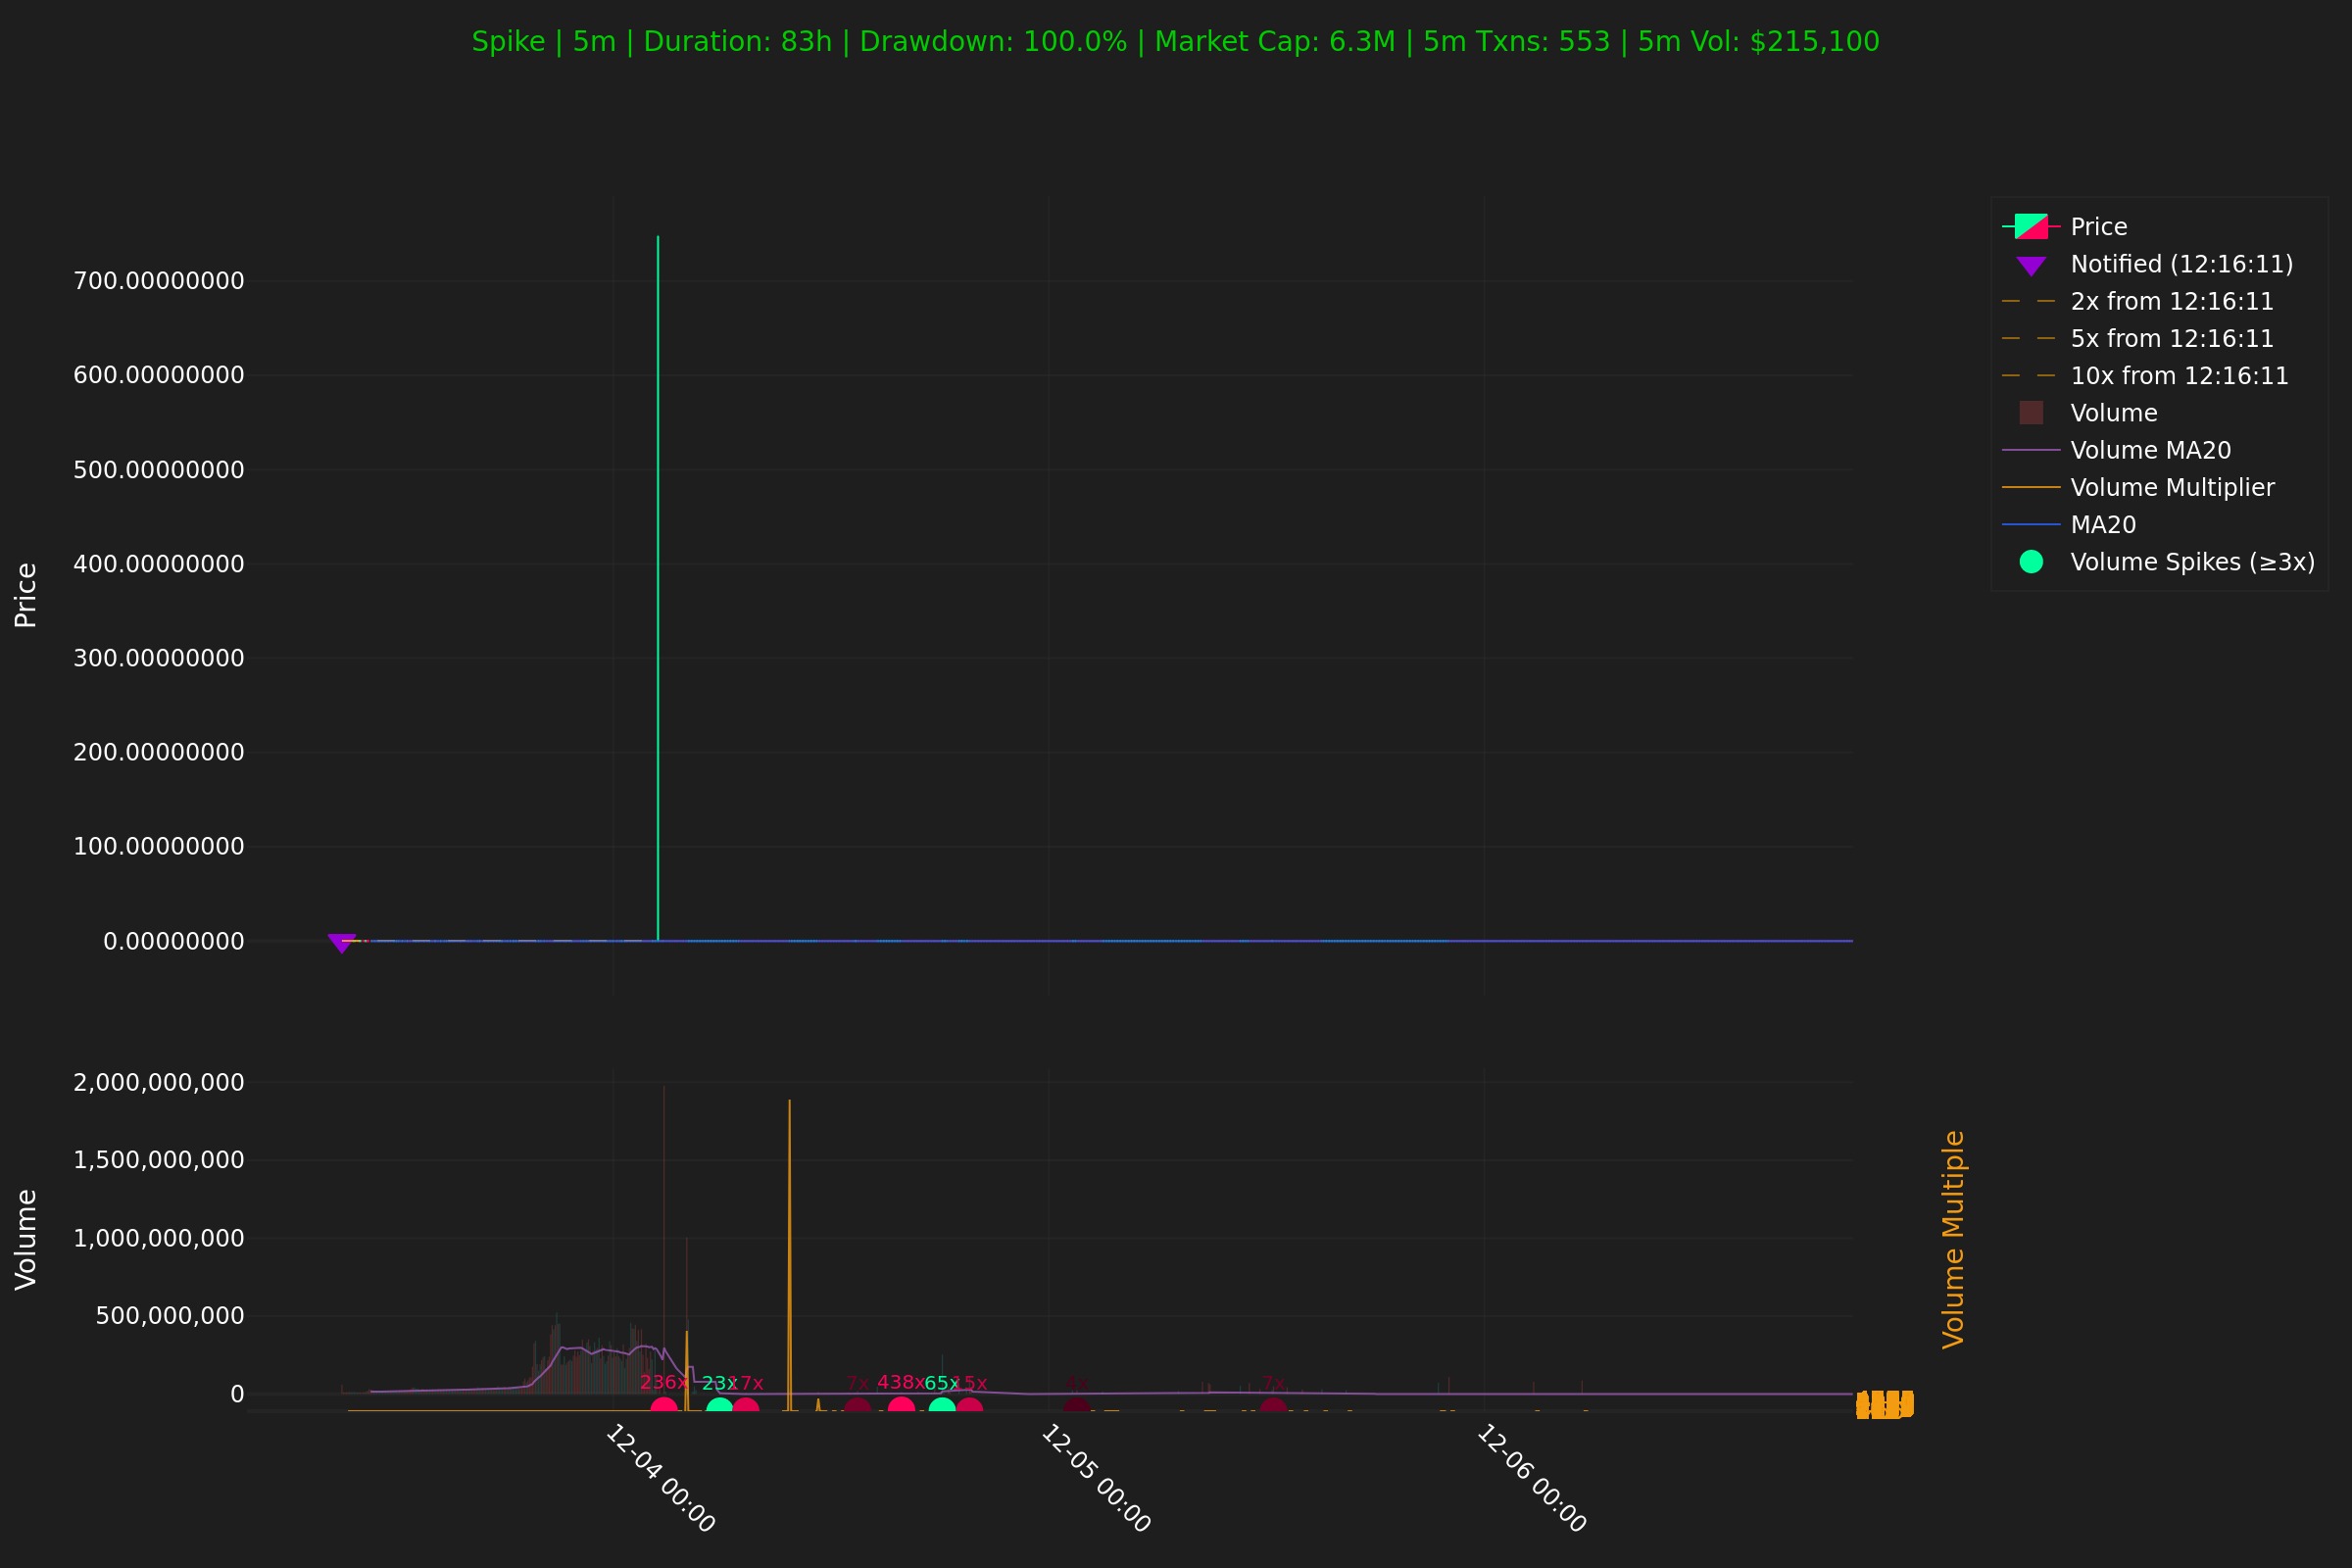 Spike | 5m | Duration: 83h | Drawdown: 100.0% | Market Cap: 6.3M | 5m Txns: 553 | 5m Vol: $215,100
Price
700.00000000
600.00000000
500.00000000
400.00000000
300.00000000
200.00000000
100.00000000
0.00000000
Price
Notified (12:16:11)
2x from 12:16:11
5x from 12:16:11
10x from 12:16:11
Volume
Volume MA20
Volume Multiplier
MA20
Volume Spikes (≥3x)
Volume
2,000,000,000
1,500,000,000
1,000,000,000
500,000,000
0
236x
23x
17x
7x
438x
65x
15x
4x
7x
Volume Multiple
12-04 00:00
12-05 00:00
12-06 00:00